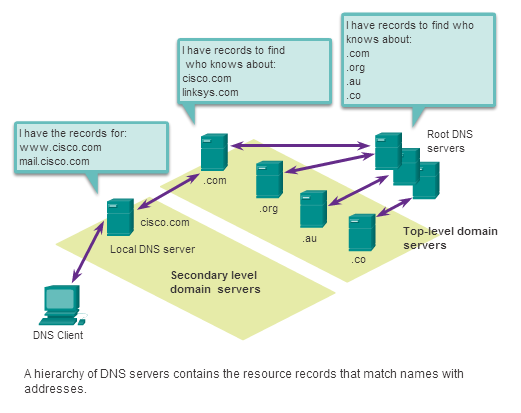 I have records to find
who knows about:
cisco.com
linksys.com
I have records to find who
knows about:
.com
.org
.au
.co
I have the records for:
www.cisco.com
mail.cisco.com
Root DNS
servers
.com
.org
.au
.co
cisco.com
Local DNS server
Top-level domain
servers
Secondary level
domain servers
DNS Client
A hierarchy of DNS servers contains the resource records that match names with
addresses.